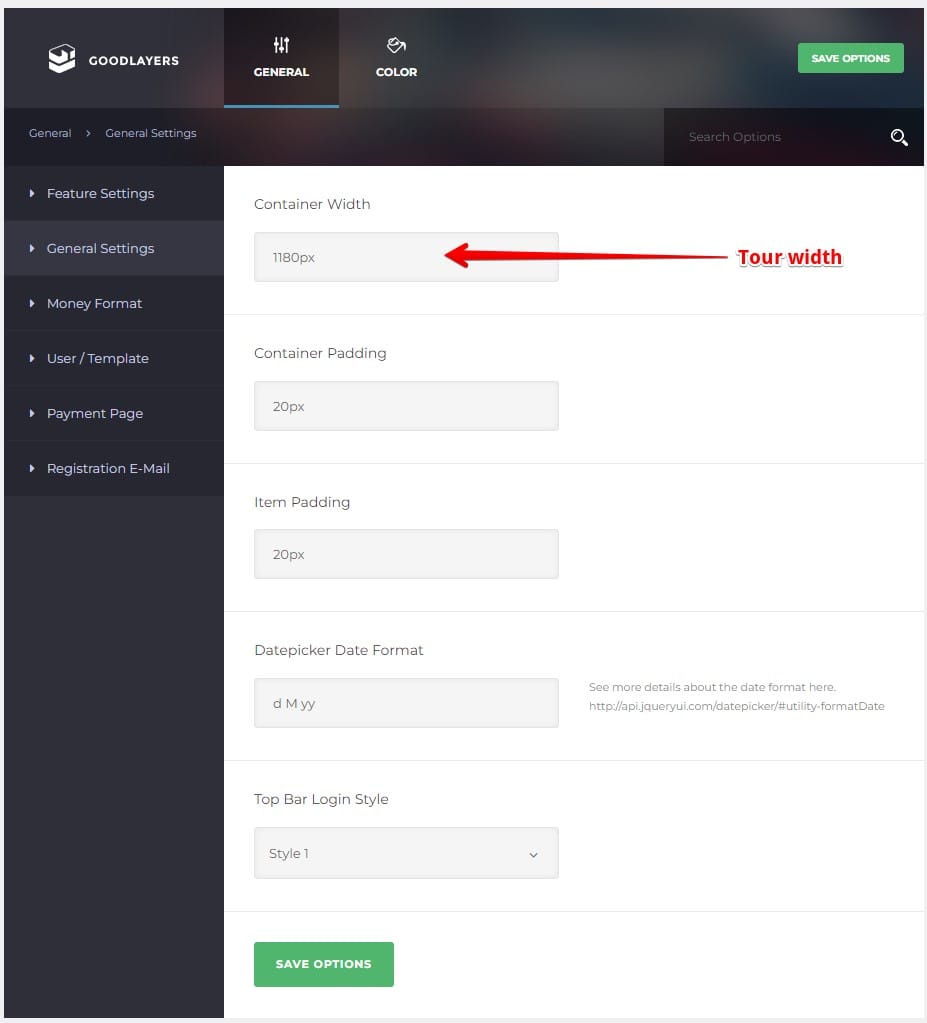 GOODLAYERS
GENERAL
COLOR
SAVE OPTIONS
General > General Settings
Search Options
Feature Settings
General Settings
Money Format
User / Template
Payment Page
Registration E-Mail
Container Width
1180px
Tour width
Container Padding
20px
Item Padding
20px
Datepicker Date Format
d M yy
See more details about the date format here.
http://api.jqueryui.com/datepicker/#utility-formatDate
Top Bar Login Style
Style 1
SAVE OPTIONS